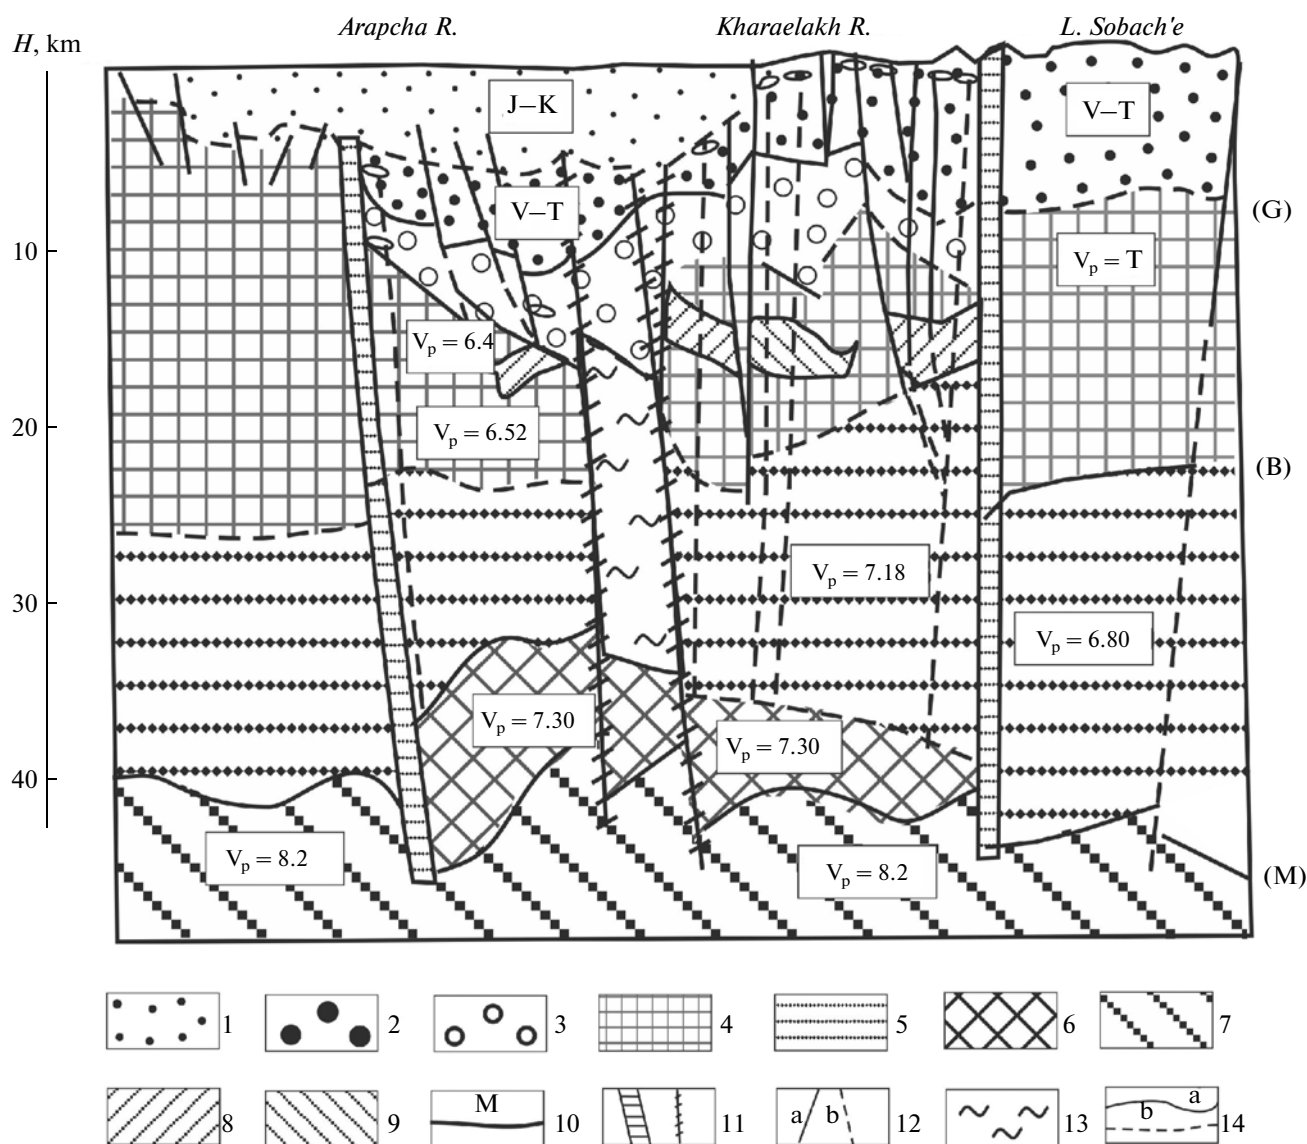 Arapcha R. Kharaelakh R. L. Sobach'e
H, km
J–K
V–T
V–T
(G)
10
Vₚ = T
Vₚ = 6.4
20
Vₚ = 6.52
(B)
Vₚ = 7.18
30
Vₚ = 6.80
Vₚ = 7.30
Vₚ = 7.30
40
Vₚ = 8.2
Vₚ = 8.2
(M)
1 2 3 4 5 6 7
8 9 M 10 11 a b 12 13 a b 14